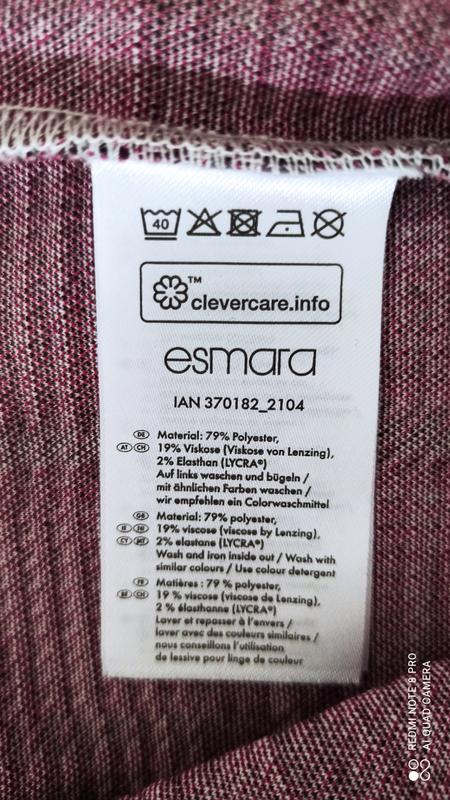 40
™
clevercare.info
esmara
IAN 370182_2104
DE Material: 79% Polyester,
AT CH 19% Viskose (Viskose von Lenzing),
2% Elasthan (LYCRA®)
Auf links waschen und bügeln /
mit ähnlichen Farben waschen /
wir empfehlen ein Colorwaschmittel
GB Material: 79% polyester,
IE NI 19% viscose (viscose by Lenzing),
CY MT 2% elastane (LYCRA®)
Wash and iron inside out / Wash with
similar colours / Use colour detergent
FR Matières : 79 % polyester,
BE CH 19 % viscose (viscose de Lenzing),
2 % élasthanne (LYCRA®)
Laver et repasser à l'envers /
laver avec des couleurs similaires /
nous conseillons l'utilisation
de lessive pour linge de couleur
REDMI NOTE 8 PRO
AI QUAD CAMERA